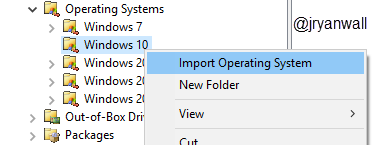 Operating Systems
Windows 7
Windows 10
Windows 20
Windows 20
Windows 20
Out-of-Box Dri
Packages
Import Operating System
New Folder
View
Cut
@jryanwall